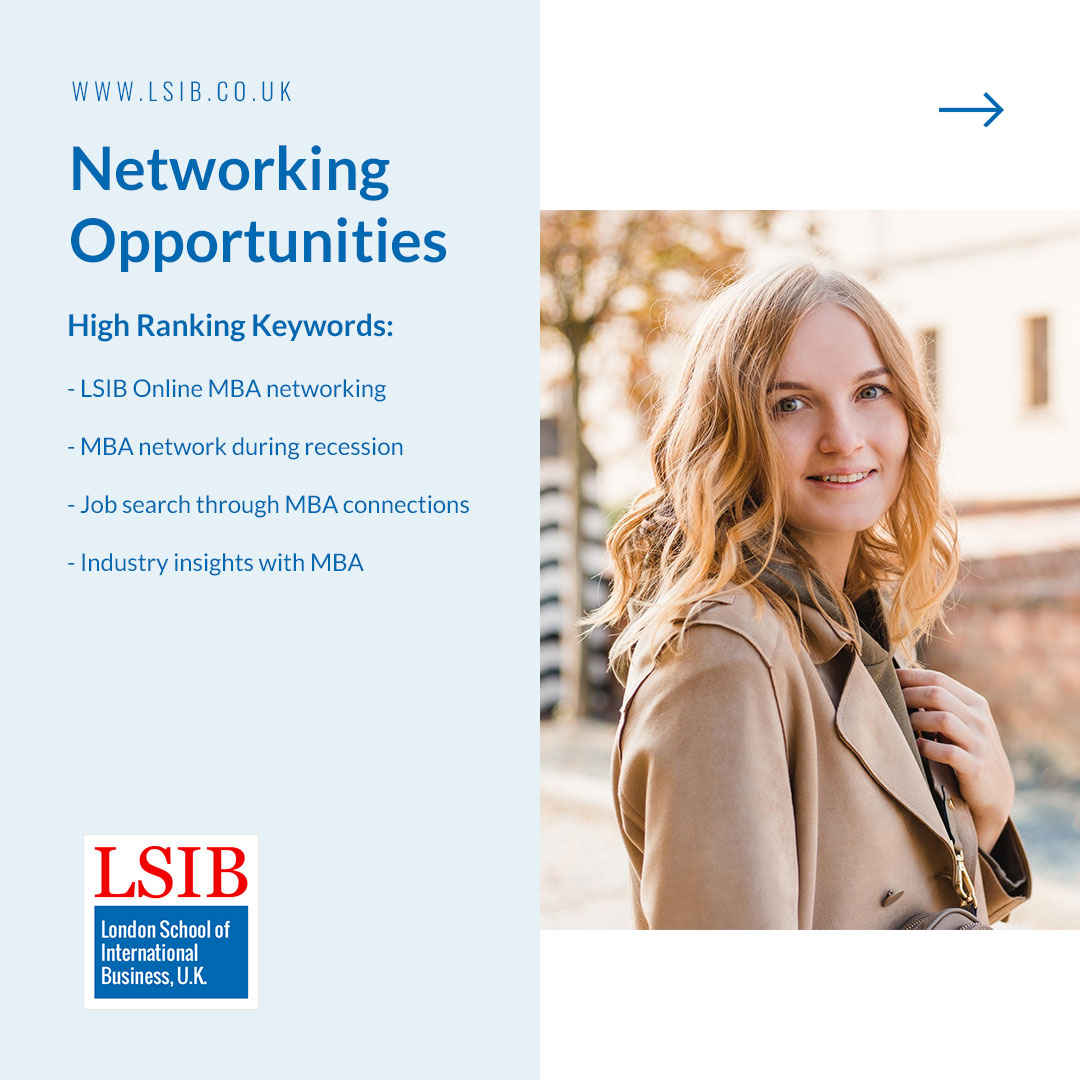 WWW.LSIB.CO.UK
Networking
Opportunities
High Ranking Keywords:
- LSIB Online MBA networking
- MBA network during recession
- Job search through MBA connections
- Industry insights with MBA
LSIB
London School of
International
Business, U.K.